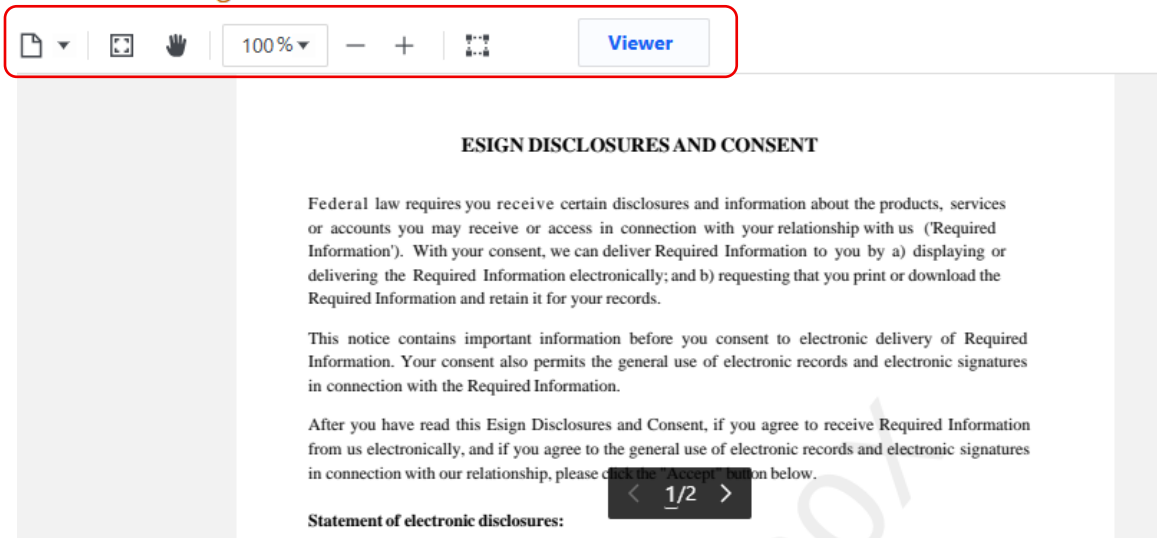 100%
Viewer
ESIGN DISCLOSURES AND CONSENT
Federal law requires you receive certain disclosures and information about the products, services
or accounts you may receive or access in connection with your relationship with us ('Required
Information'). With your consent, we can deliver Required Information to you by a) displaying or
delivering the Required Information electronically; and b) requesting that you print or download the
Required Information and retain it for your records.
This notice contains important information before you consent to electronic delivery of Required
Information. Your consent also permits the general use of electronic records and electronic signatures
in connection with the Required Information.
After you have read this Esign Disclosures and Consent, if you agree to receive Required Information
from us electronically, and if you agree to the general use of electronic records and electronic signatures
in connection with our relationship, please click the "Accept" button below.
1/2
Statement of electronic disclosures: